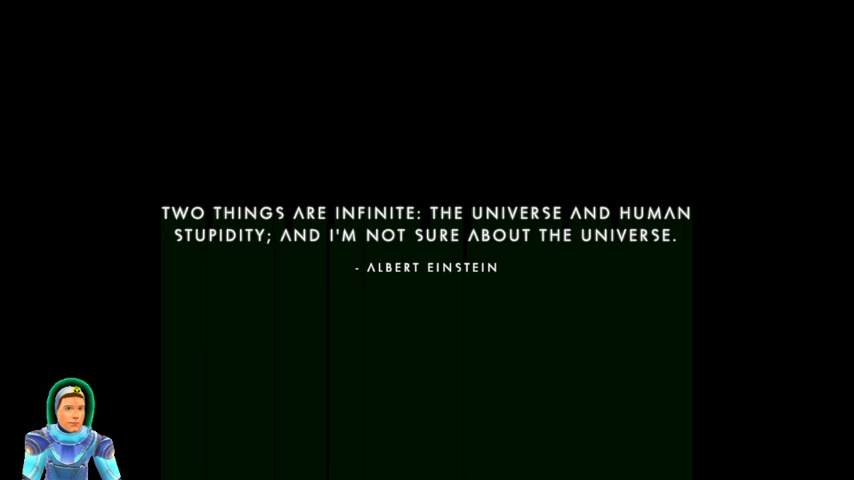 TWO THINGS ARE INFINITE: THE UNIVERSE AND HUMAN
STUPIDITY; AND I'M NOT SURE ABOUT THE UNIVERSE.
- ALBERT EINSTEIN